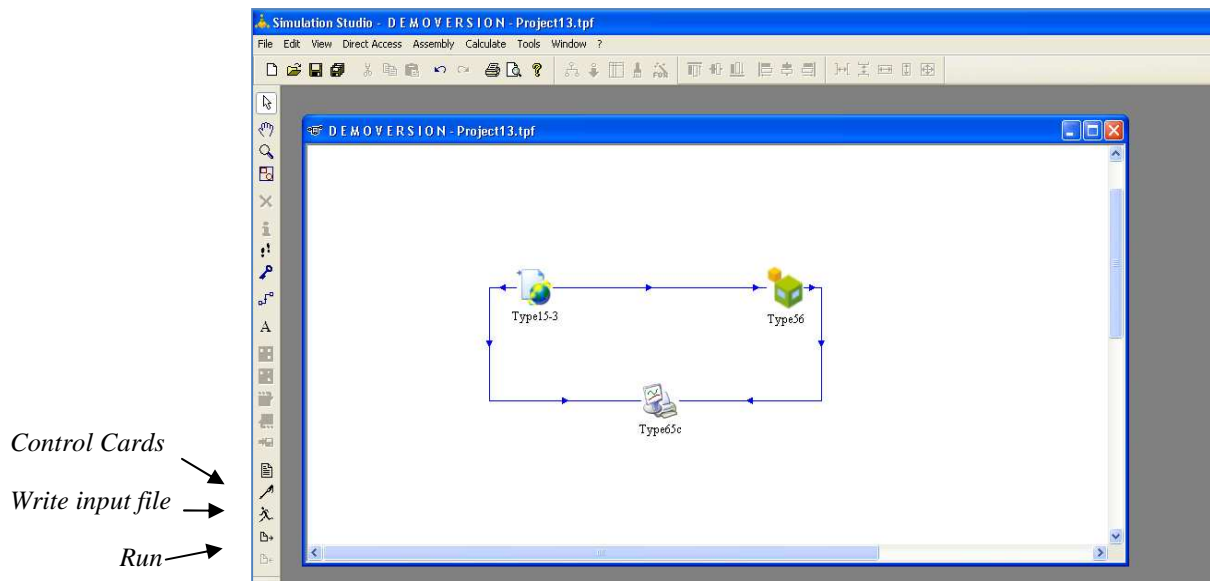 Simulation Studio - D E M O V E R S I O N - Project13.tpf
File Edit View Direct Access Assembly Calculate Tools Window ?
D E M O V E R S I O N - Project13.tpf
Type15-3
Type56
Type65c
Control Cards
Write input file
Run